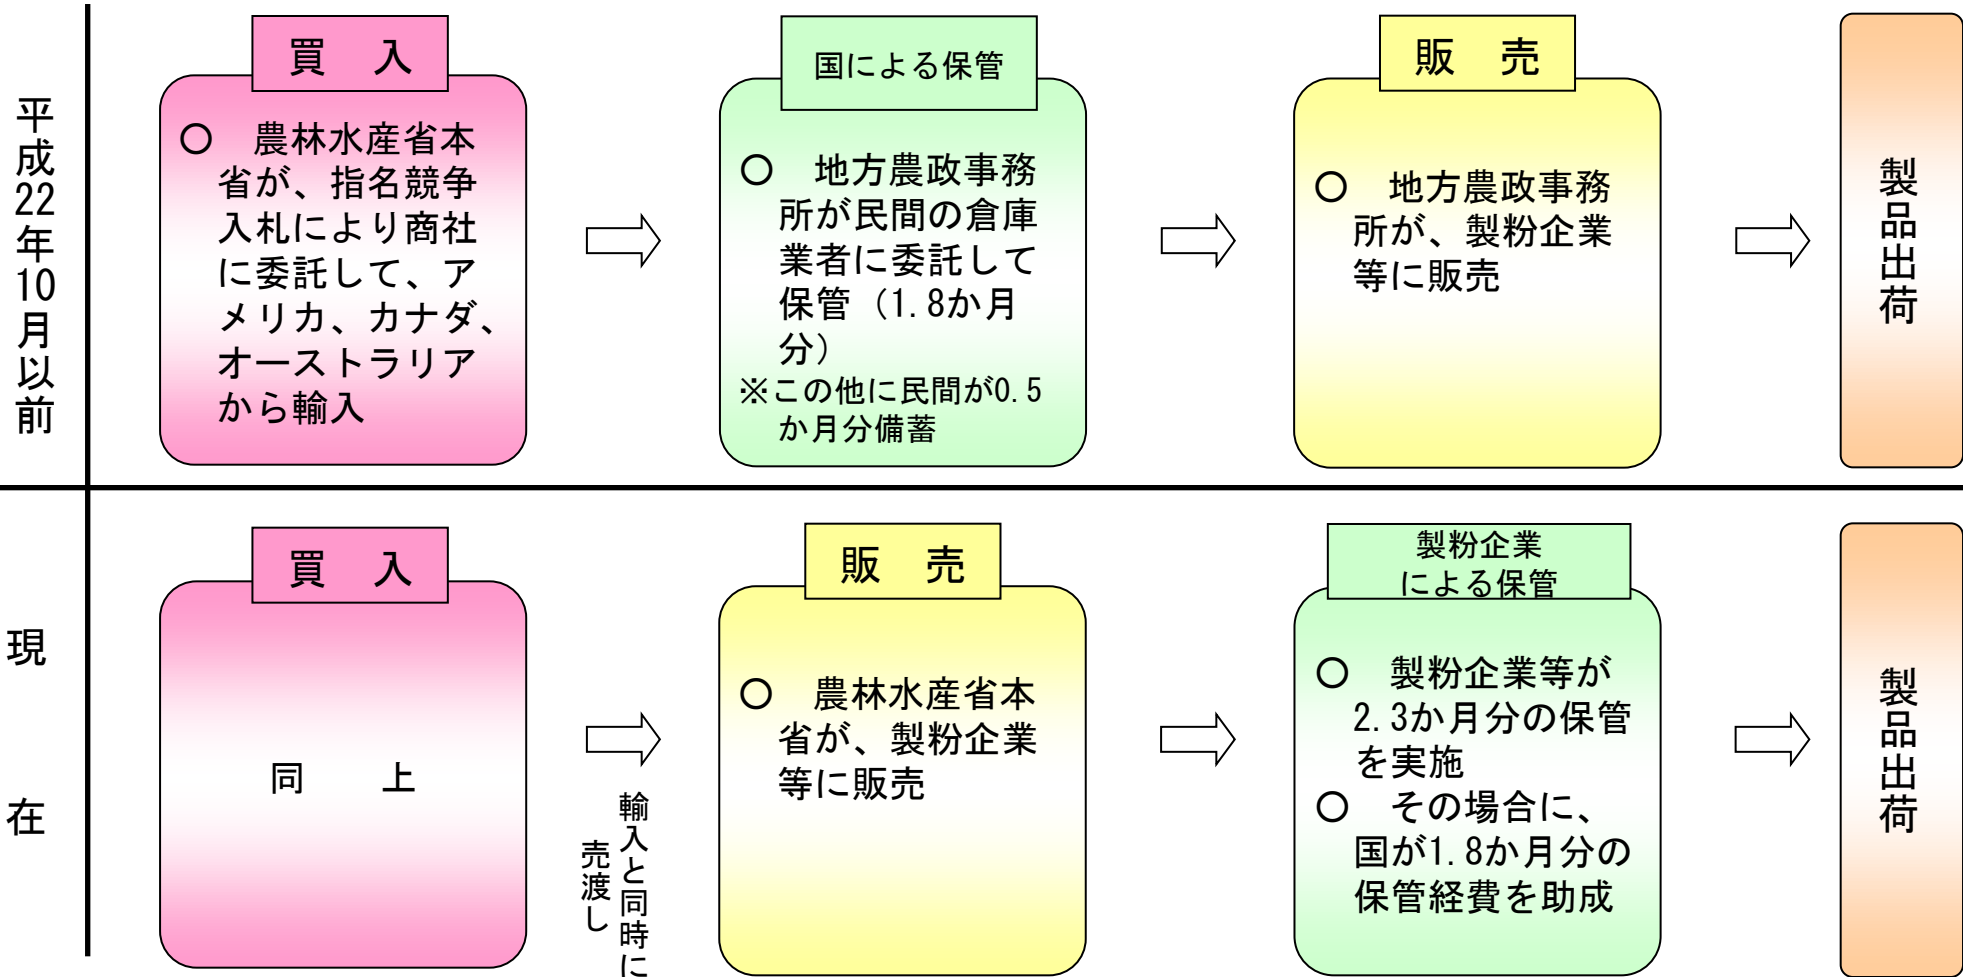 平成22年10月以前
買　入
○　農林水産省本
省が、指名競争
入札により商社
に委託して、ア
メリカ、カナダ、
オーストラリア
から輸入
国による保管
○　地方農政事務
所が民間の倉庫
業者に委託して
保管（1.8か月
分）
※この他に民間が0.5
か月分備蓄
販　売
○　地方農政事務
所が、製粉企業
等に販売
製品出荷
現　在
買　入
同　上
輸入と同時に
売渡し
販　売
○　農林水産省本
省が、製粉企業
等に販売
製粉企業
による保管
○　製粉企業等が
2.3か月分の保管
を実施
○　その場合に、
国が1.8か月分の
保管経費を助成
製品出荷